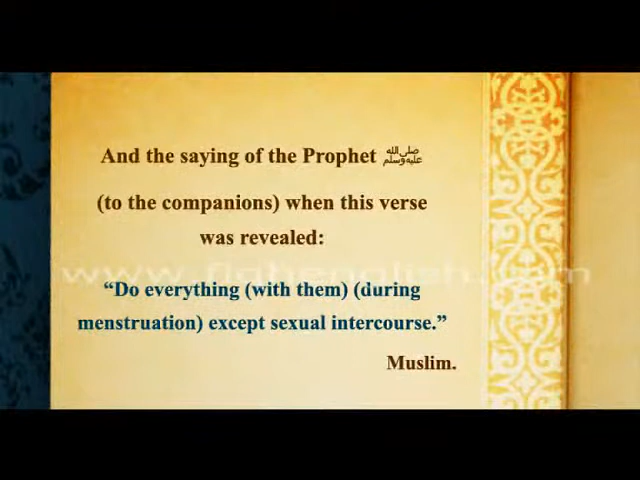 And the saying of the Prophet ﷺ
(to the companions) when this verse
was revealed:
www.fiqhenglish.com
“Do everything (with them) (during
menstruation) except sexual intercourse.”
Muslim.